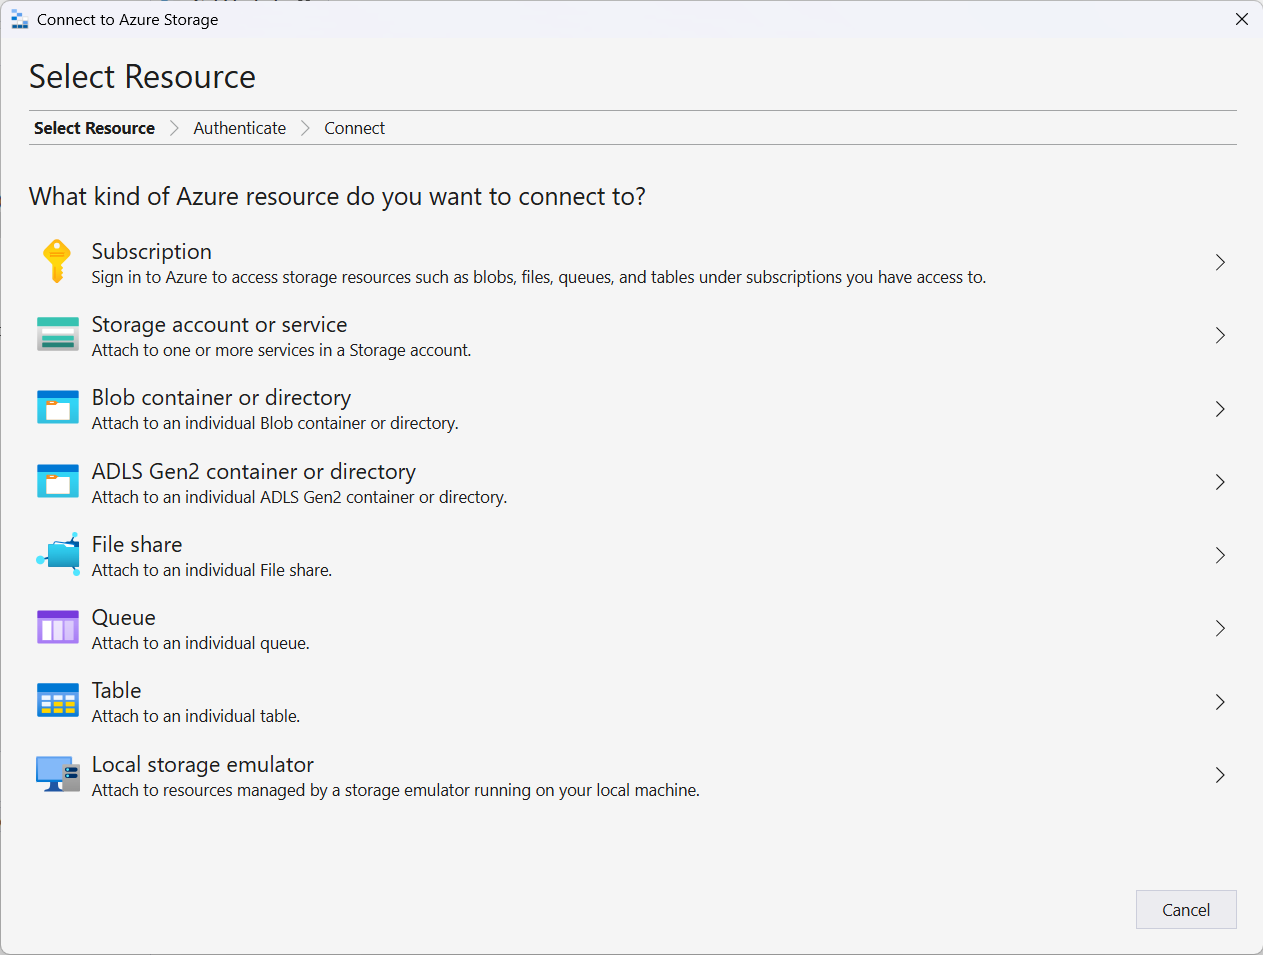 Connect to Azure Storage
Select Resource
Select Resource
Authenticate
Connect
What kind of Azure resource do you want to connect to?
Subscription
Sign in to Azure to access storage resources such as blobs, files, queues, and tables under subscriptions you have access to.
Storage account or service
Attach to one or more services in a Storage account.
Blob container or directory
Attach to an individual Blob container or directory.
ADLS Gen2 container or directory
Attach to an individual ADLS Gen2 container or directory.
File share
Attach to an individual File share.
Queue
Attach to an individual queue.
Table
Attach to an individual table.
Local storage emulator
Attach to resources managed by a storage emulator running on your local machine.
Cancel